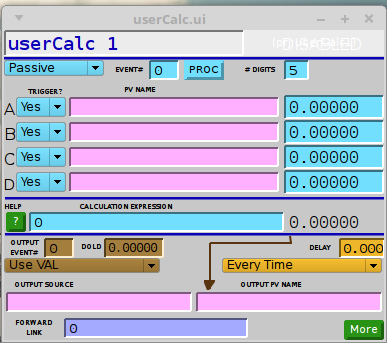 userCalc.ui
userCalc 1
Passive EVENT# 0 PROC # DIGITS 5
TRIGGER? PV NAME
A Yes 0.00000
B Yes 0.00000
C Yes 0.00000
D Yes 0.00000
HELP CALCULATION EXPRESSION
? 0 0.00000
OUTPUT EVENT# 0 DOLD 0.00000 DELAY 0.000
Use VAL Every Time
OUTPUT SOURCE OUTPUT PV NAME
FORWARD LINK 0 More